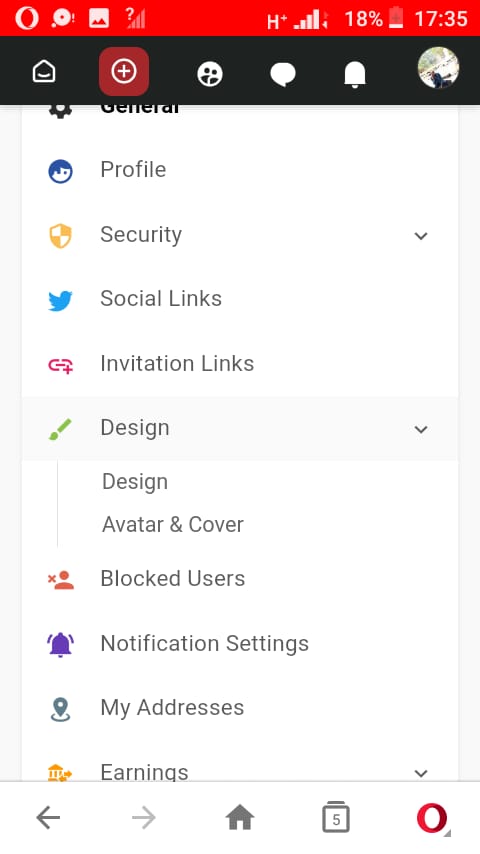 ? H+ 18% 17:35
General
Profile
Security
Social Links
Invitation Links
Design
Design
Avatar & Cover
Blocked Users
Notification Settings
My Addresses
Earnings
5